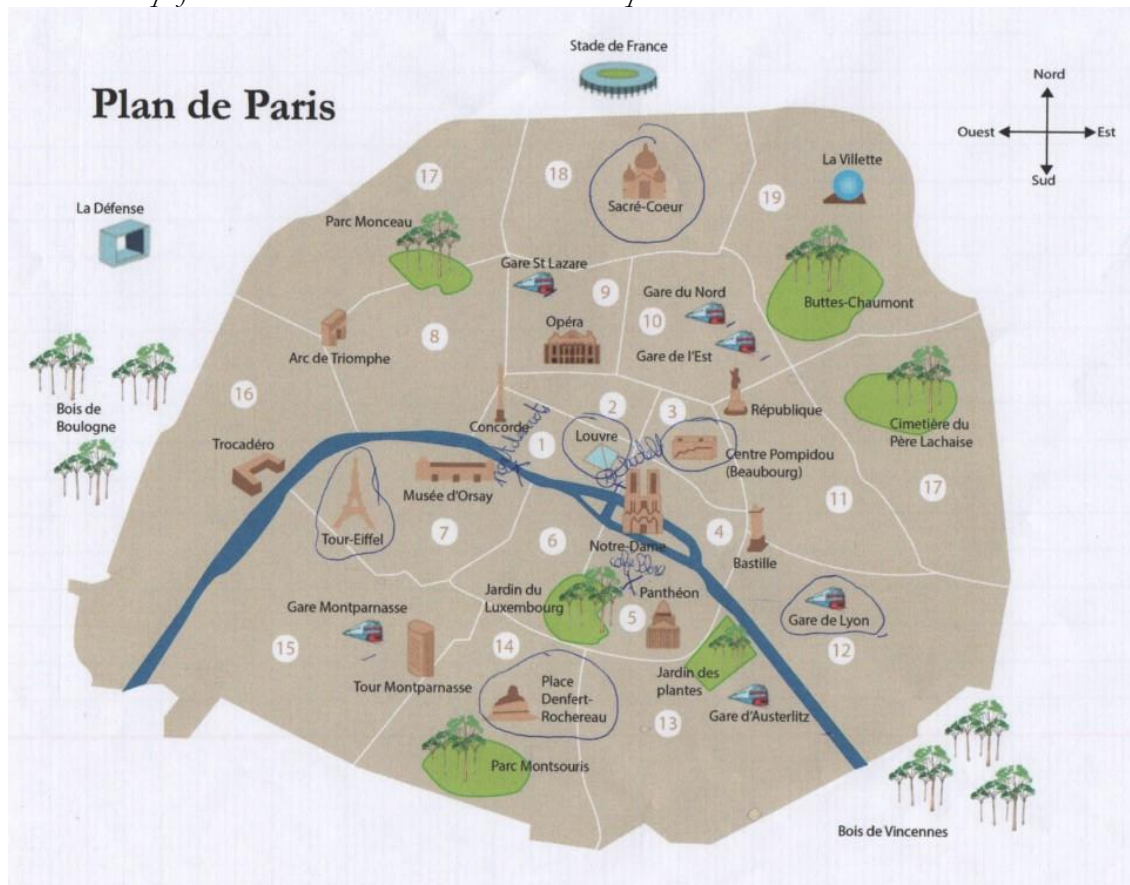 Stade de France
Plan de Paris
Nord
Ouest
Est
Sud
La Défense
17
18
Sacré-Coeur
La Villette
19
Parc Monceau
Gare St Lazare
9
Gare du Nord
10
Buttes-Chaumont
8
Opéra
Gare de l'Est
Arc de Triomphe
16
Bois de
Boulogne
Concorde
2
3
République
Cimetière du
Père Lachaise
Trocadéro
1
Louvre
Centre Pompidou
(Beaubourg)
Musée d'Orsay
11
17
Tour-Eiffel
7
6
Notre-Dame
4
Bastille
Jardin du
Luxembourg
Panthéon
5
Gare Montparnasse
Gare de Lyon
12
15
14
Tour Montparnasse
Place
Denfert-
Rochereau
Jardin des
plantes
Gare d'Austerlitz
13
Parc Montsouris
Bois de Vincennes